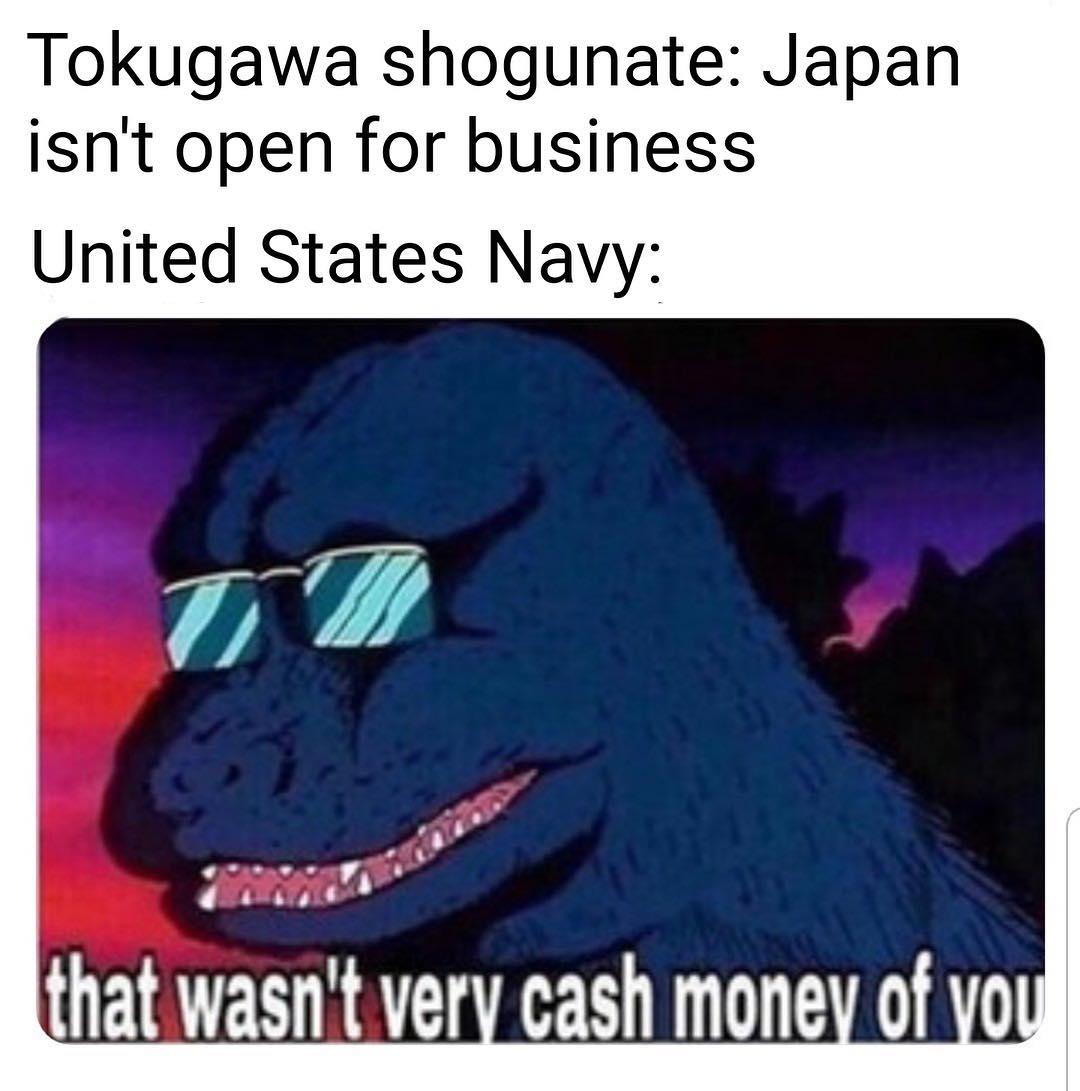 Tokugawa shogunate: Japan
isn't open for business
United States Navy:
that wasn't very cash money of you